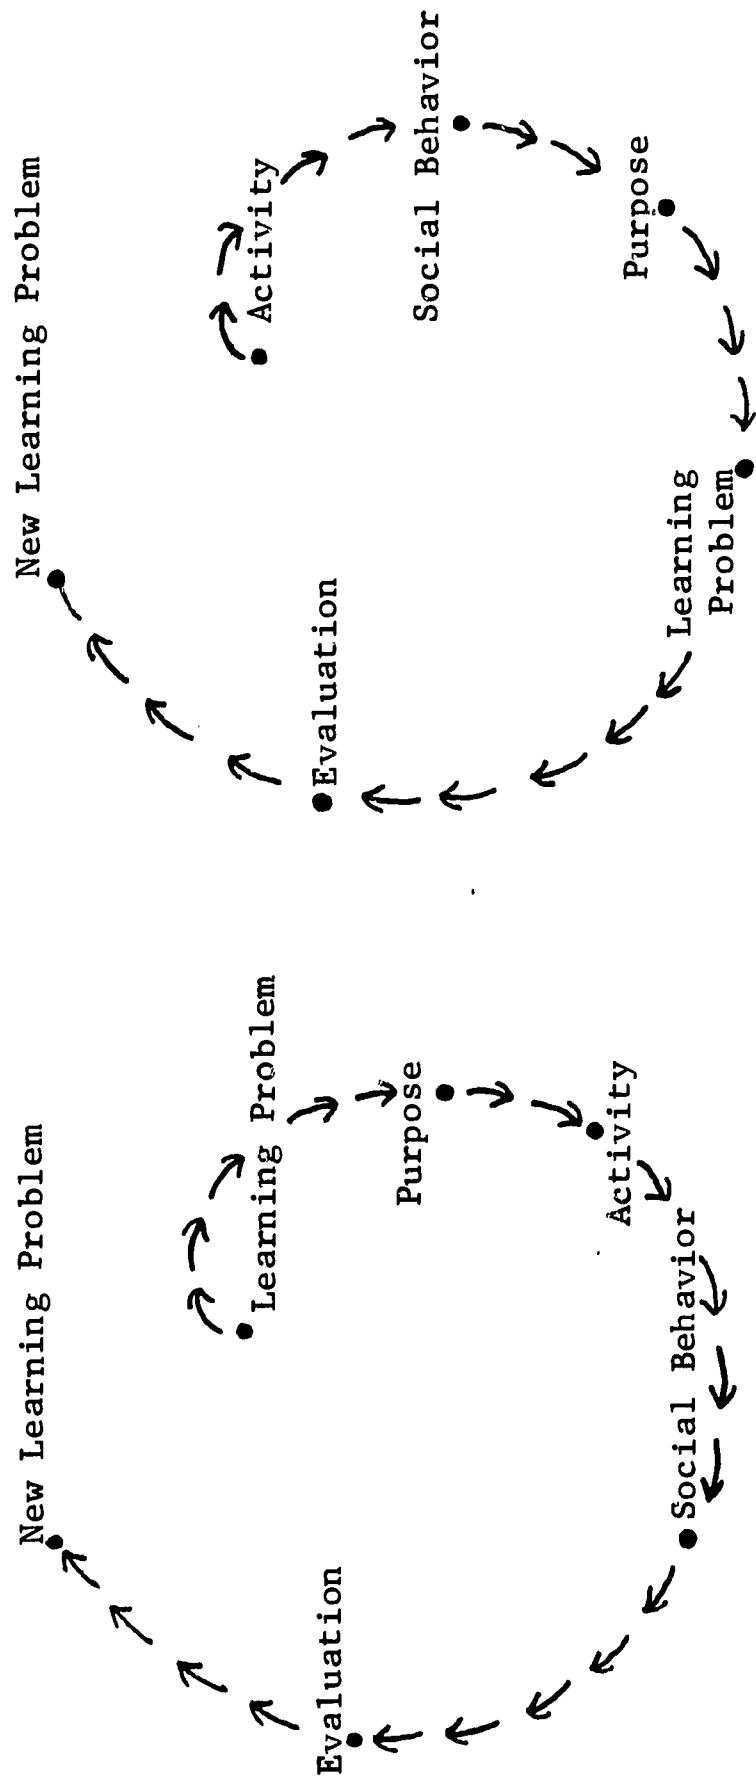 New Learning Problem
Learning Problem
Purpose
Activity
Social Behavior
Evaluation
New Learning Problem
Activity
Social Behavior
Purpose
Learning
Problem
Evaluation